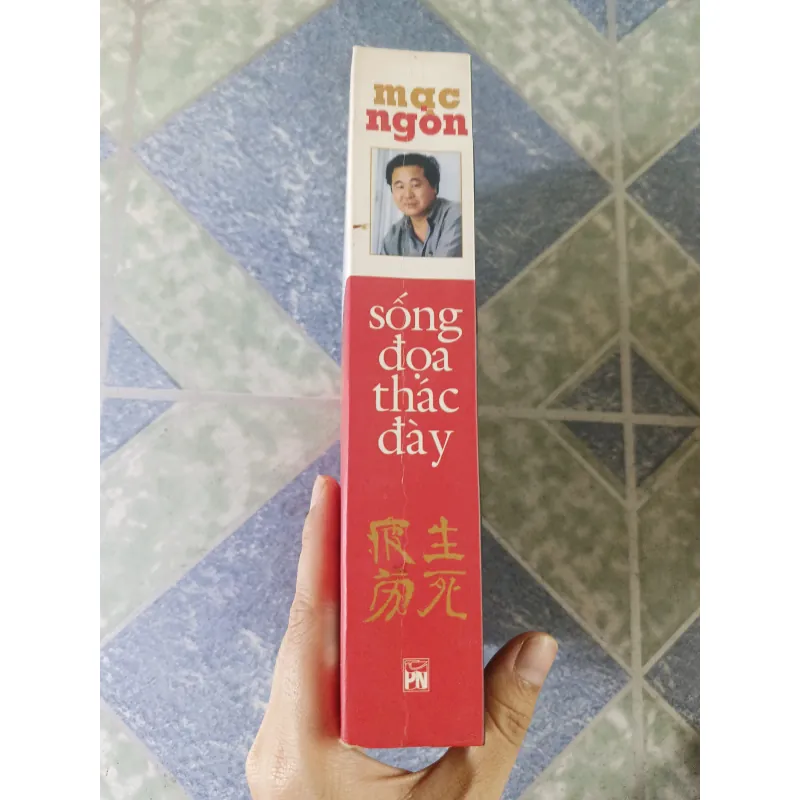 mạc
ngôn
sống
đọa
thác
đày
生死
疲劳
PN